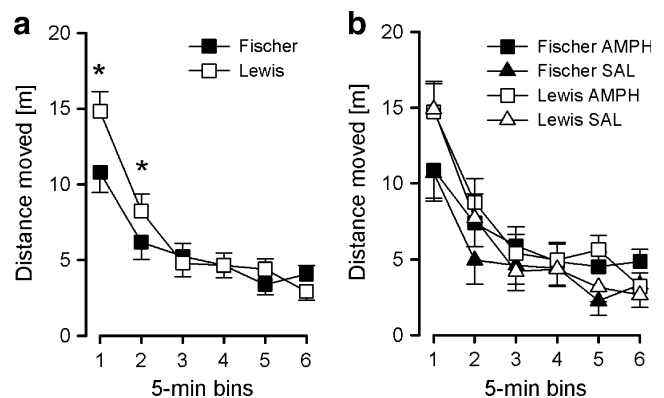 a
Distance moved [m]
20
15
10
5
0
*
*
Fischer
Lewis
1 2 3 4 5 6
5-min bins
b
Distance moved [m]
20
15
10
5
0
Fischer AMPH
Fischer SAL
Lewis AMPH
Lewis SAL
1 2 3 4 5 6
5-min bins